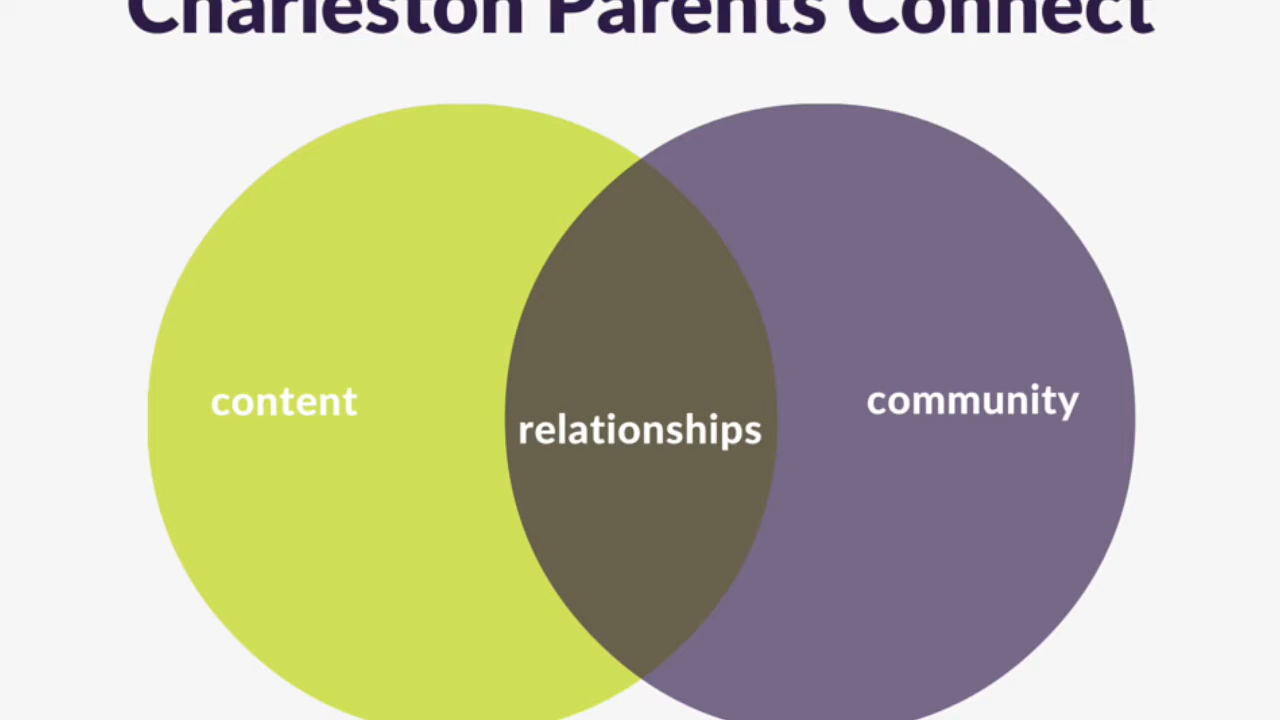 Charleston Parents Connect
content
community
relationships